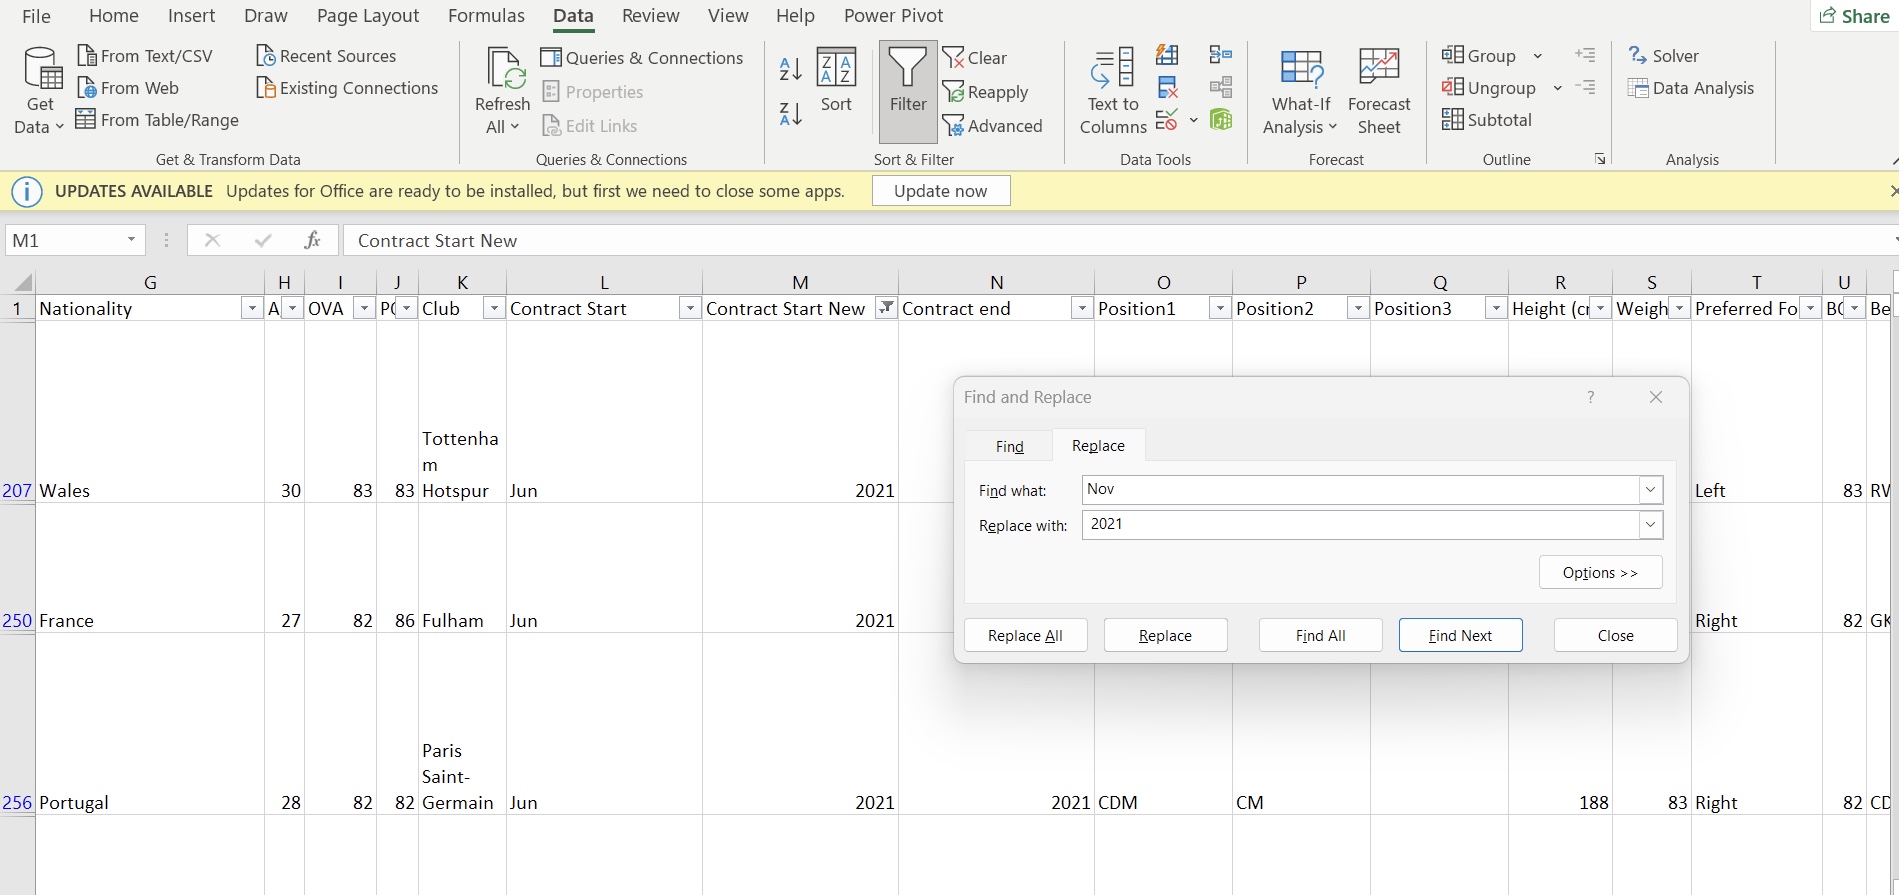 File Home Insert Draw Page Layout Formulas Data Review View Help Power Pivot Share
Get Data
From Text/CSV
From Web
From Table/Range
Recent Sources
Existing Connections
Get & Transform Data
Refresh All
Queries & Connections
Properties
Edit Links
Queries & Connections
Sort
Filter
Clear
Reapply
Advanced
Sort & Filter
Text to Columns
Data Tools
What-If Analysis
Forecast Sheet
Forecast
Group
Ungroup
Subtotal
Outline
Solver
Data Analysis
Analysis
UPDATES AVAILABLE Updates for Office are ready to be installed, but first we need to close some apps. Update now
M1 fx Contract Start New
G H I J K L M N O P Q R S T U
1 Nationality A OVA PO Club Contract Start Contract Start New Contract end Position1 Position2 Position3 Height (cr Weigh Preferred Fo BO Be
Tottenha
m
207 Wales 30 83 83 Hotspur Jun 2021 Left 83 RW
250 France 27 82 86 Fulham Jun 2021 Right 82 GK
Paris
Saint-
256 Portugal 28 82 82 Germain Jun 2021 2021 CDM CM 188 83 Right 82 CD
Find and Replace ?
Find Replace
Find what: Nov
Replace with: 2021
Options >>
Replace All Replace Find All Find Next Close